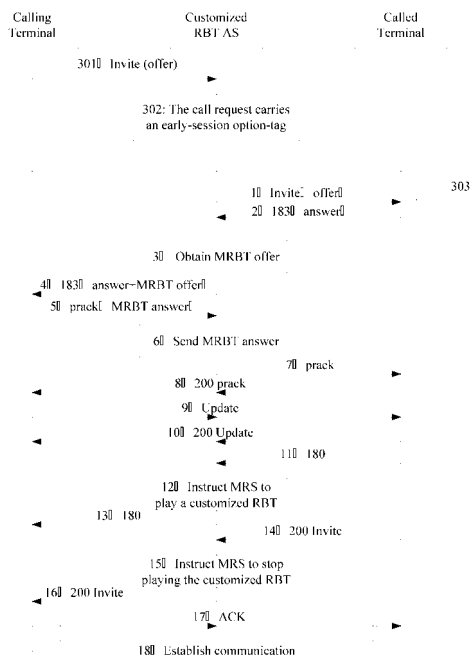 Calling Terminal
Customized RBT AS
Called Terminal
301▯ Invite (offer)
302: The call request carries
an early-session option-tag
303
1▯ Invite▯ offer▯
2▯ 183▯ answer▯
3▯ Obtain MRBT offer
4▯ 183▯ answer+MRBT offer▯
5▯ prack▯ MRBT answer▯
6▯ Send MRBT answer
7▯ prack
8▯ 200 prack
9▯ Update
10▯ 200 Update
11▯ 180
12▯ Instruct MRS to
play a customized RBT
13▯ 180
14▯ 200 Invite
15▯ Instruct MRS to stop
playing the customized RBT
16▯ 200 Invite
17▯ ACK
18▯ Establish communication